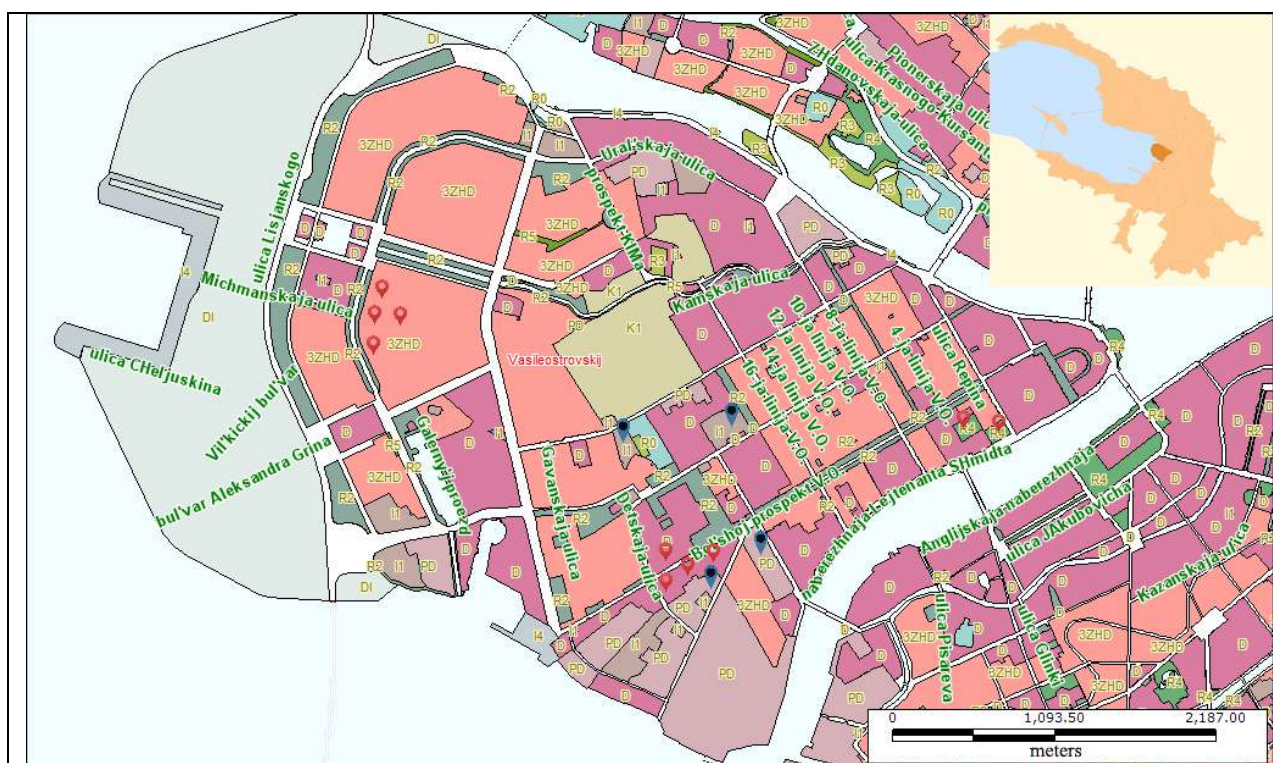 DI
3ZHD
R2
R0
I1
D
I4
Pionerskaja ulica
ulica Krasnogo Kursanta
ZHdanovskaja ulica
R3
R4
Ural'skaja ulica
PD
prospekt KIMa
ulica Lisjanskogo
R5
Kamskaja ulica
K1
Michmanskaja ulica
Vasileostrovskij
10-ja linija V.O.
12-ja linija V.O.
14-ja linija V.O.
16-ja linija V.O.
8-ja linija V.O.
4-ja linija V.O.
ulica Repina
ulica CHeljuskina
Vil'kickij bul'var
bul'var Aleksandra Grina
Galernyj proezd
Gavanskaja ulica
Detskaja ulica
Bol'shoj prospekt V.O.
naberezhnaja Lejtenanta SHmidta
Anglijskaja naberezhnaja
ulica JAkubovicha
Kazanskaja ulica
ulica Pisareva
ulica Glinki
0 1,093.50 2,187.00
meters